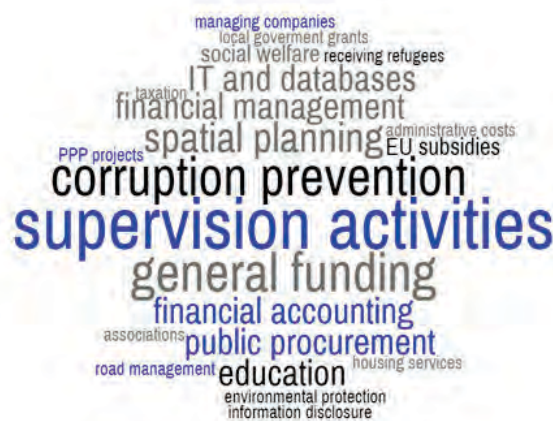 managing companies
local goverment grants
social welfare receiving refugees
IT and databases
taxation
financial management
spatial planning administrative costs
EU subsidies
PPP projects
corruption prevention
supervision activities
general funding
financial accounting
associations public procurement
housing services
road management education
environmental protection
information disclosure